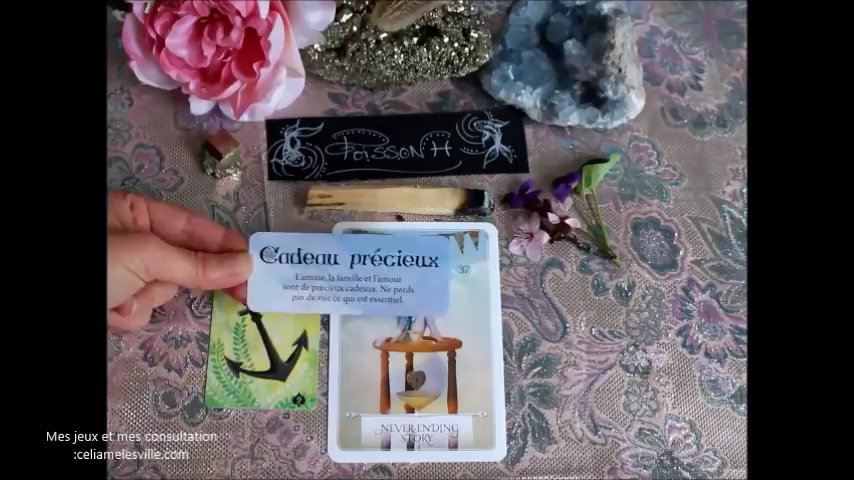 POISSON H
Cadeau précieux
L'amitié, la famille et l'amour
sont de précieux cadeaux. Ne perds
pas de vue ce qui est essentiel.
37
NEVER ENDING
STORY
Mes jeux et mes consultation
:celiamelesville.com